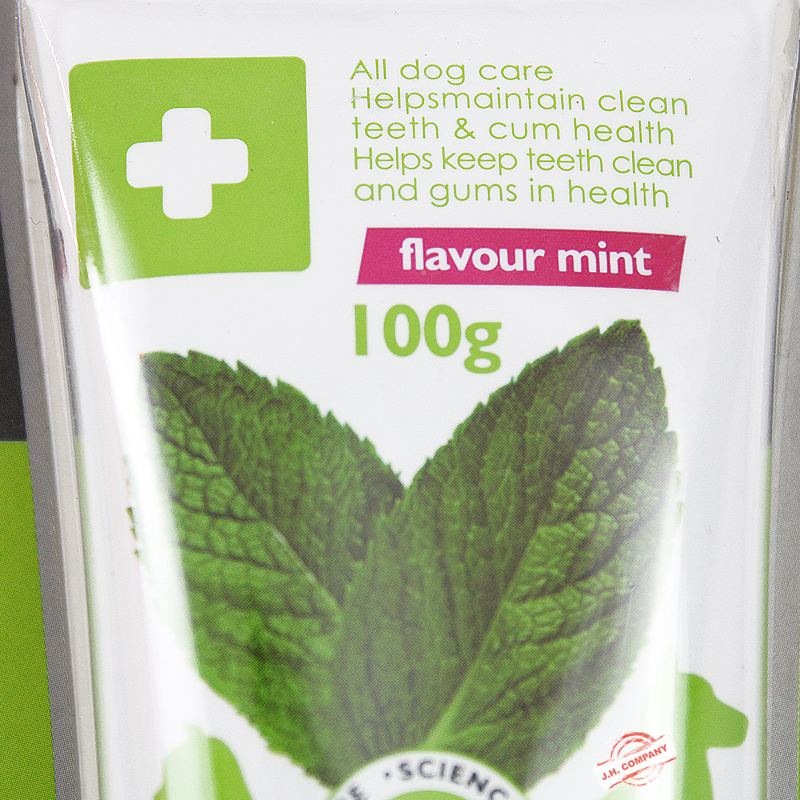 All dog care
Helpsmaintain clean
teeth & cum health
Helps keep teeth clean
and gums in health
flavour mint
100g
J.H. COMPANY